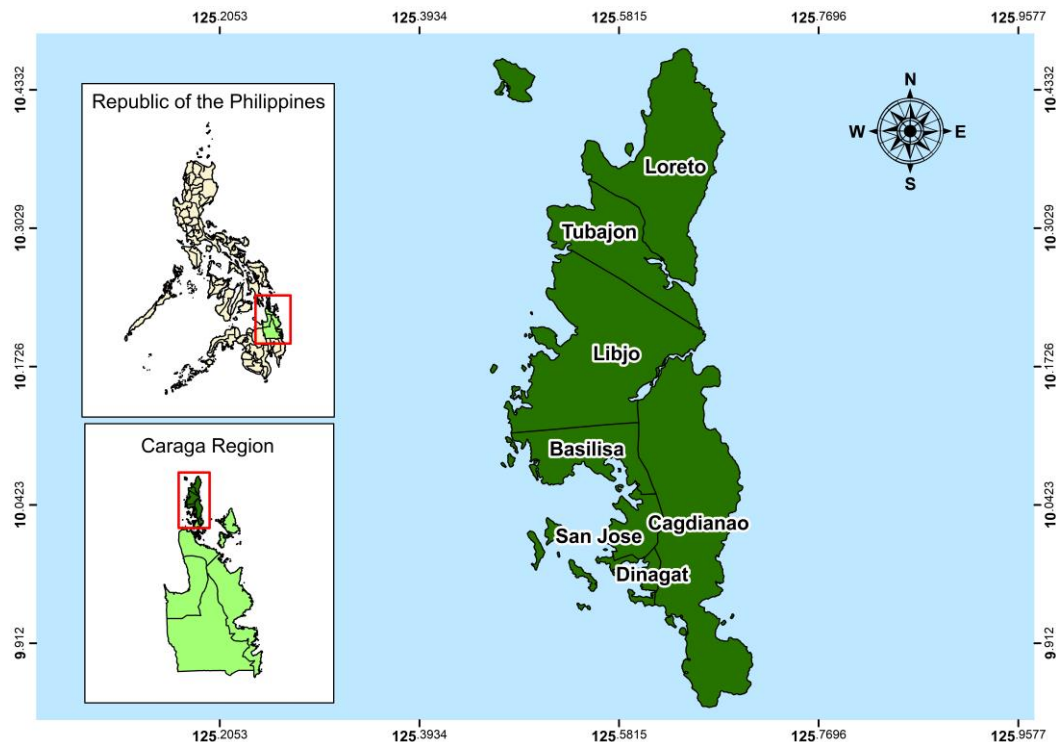 125.2053
125.3934
125.5815
125.7696
125.9577
10.4332
10.3029
10.1726
10.0423
9.912
10.4332
10.3029
10.1726
10.0423
9.912
Republic of the Philippines
Caraga Region
N
W
E
S
Loreto
Tubajon
Libjo
Basilisa
Cagdianao
San Jose
Dinagat
125.2053
125.3934
125.5815
125.7696
125.9577